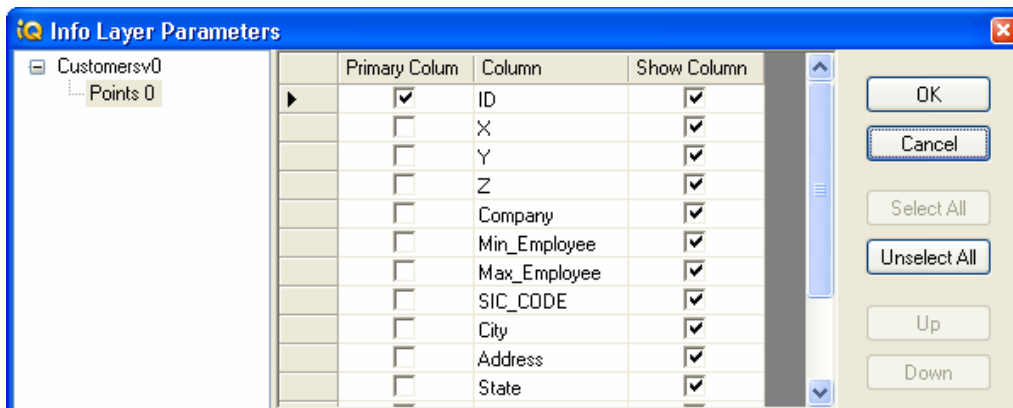 iQ Info Layer Parameters
Customersv0
Points 0
Primary Colum Column Show Column
ID
X
Y
Z
Company
Min_Employee
Max_Employee
SIC_CODE
City
Address
State
OK
Cancel
Select All
Unselect All
Up
Down